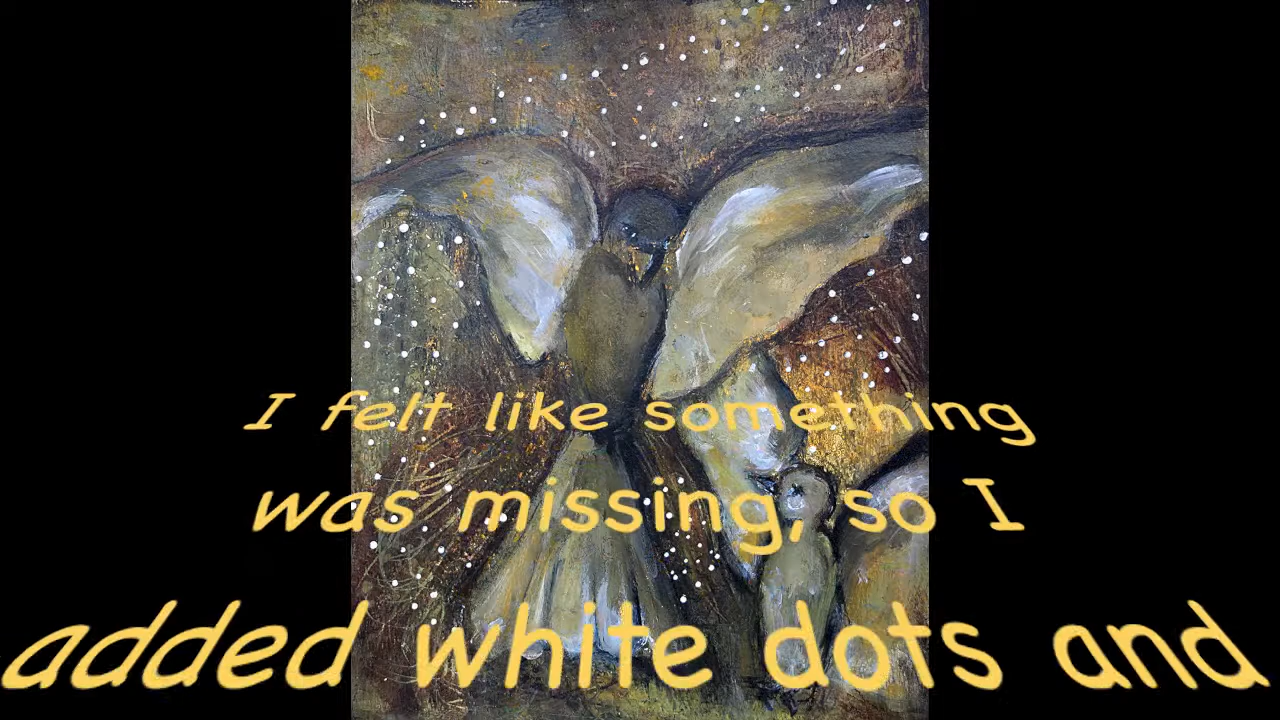 I felt like something
was missing, so I
added white dots and